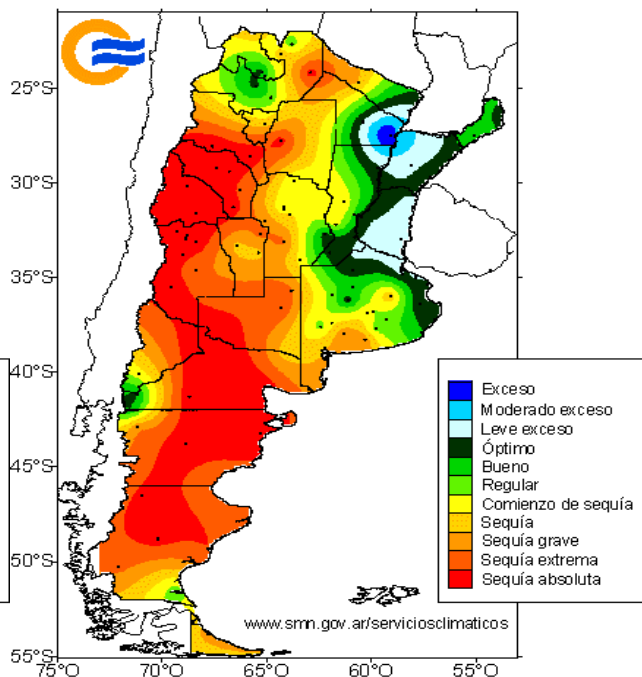 25°S
30°S
35°S
40°S
45°S
50°S
55°S
75°O
70°O
65°O
60°O
55°O
Exceso
Moderado exceso
Leve exceso
Óptimo
Bueno
Regular
Comienzo de sequía
Sequía
Sequía grave
Sequía extrema
Sequía absoluta
www.smn.gov.ar/serviciosclimaticos